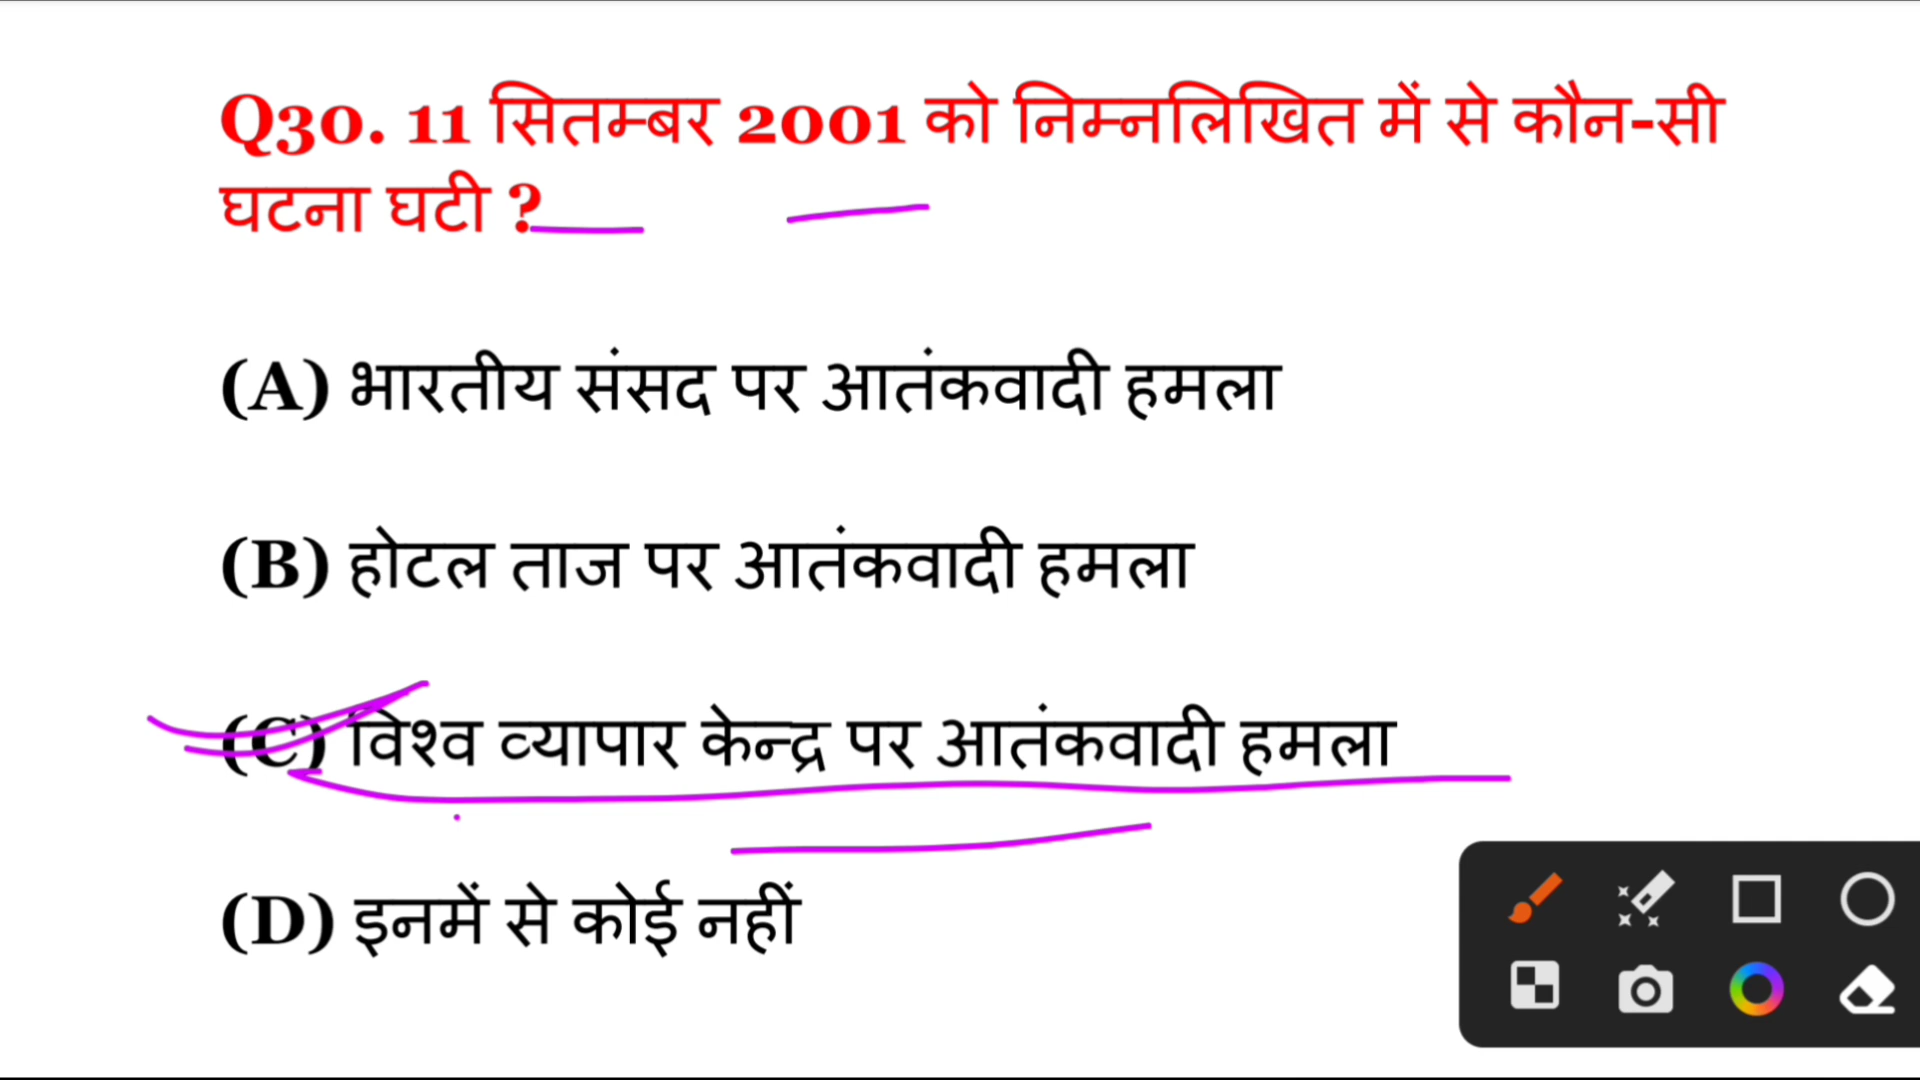 Q30. 11 सितम्बर 2001 को निम्नलिखित में से कौन-सी
घटना घटी ?
(A) भारतीय संसद पर आतंकवादी हमला
(B) होटल ताज पर आतंकवादी हमला
(C) विश्व व्यापार केन्द्र पर आतंकवादी हमला
(D) इनमें से कोई नहीं